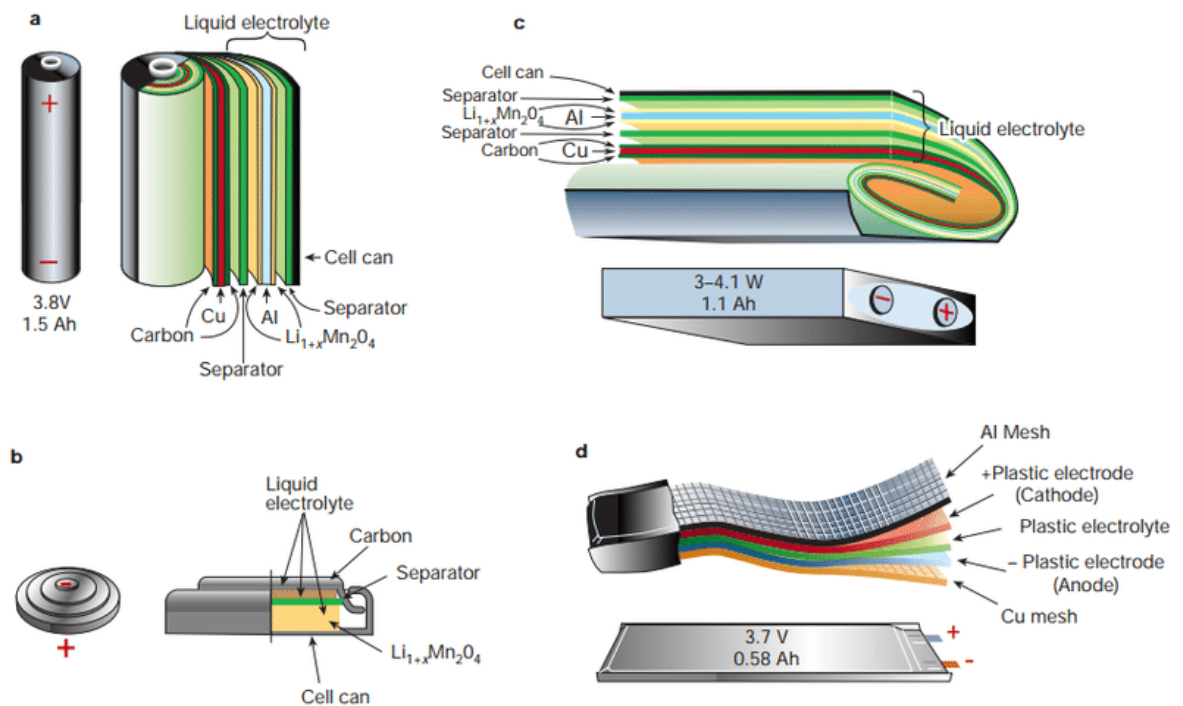 a
Liquid electrolyte
+
−
3.8V
1.5 Ah
Cell can
Separator
Cu
Al
Carbon
Li1+xMn2O4
Separator
c
Cell can
Separator
Li1+xMn2O4
Al
Separator
Carbon
Cu
Liquid electrolyte
3–4.1 W
1.1 Ah
−
+
b
Liquid
electrolyte
Carbon
Separator
−
+
Li1+xMn2O4
Cell can
d
Al Mesh
+Plastic electrode
(Cathode)
Plastic electrolyte
− Plastic electrode
(Anode)
Cu mesh
3.7 V
0.58 Ah
+
-